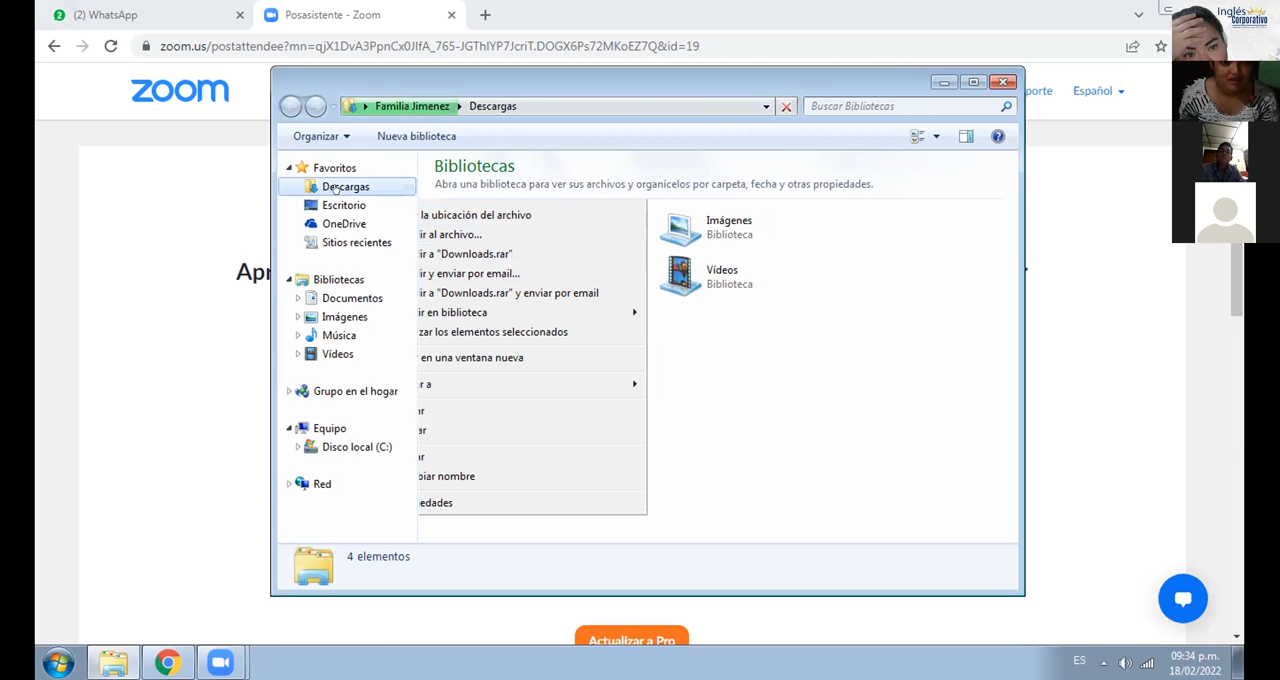 (2) WhatsApp
Posasistente - Zoom
Inglés
Corporativo
zoom.us/postattendee?mn=qjX1DvA3PpnCx0JIfA_765-JGThIYP7JcriT.DOGX6Ps72MKoEZ7Q&id=19
zoom
porte
Español
Familia Jimenez
Descargas
Buscar Bibliotecas
Organizar
Nueva biblioteca
Favoritos
Descargas
Escritorio
OneDrive
Sitios recientes
Bibliotecas
Documentos
Imágenes
Música
Vídeos
Grupo en el hogar
Equipo
Disco local (C:)
Red
Bibliotecas
Abra una biblioteca para ver sus archivos y organícelos por carpeta, fecha y otras propiedades.
la ubicación del archivo
ir al archivo...
ir a "Downloads.rar"
ir y enviar por email...
ir a "Downloads.rar" y enviar por email
ir en biblioteca
zar los elementos seleccionados
en una ventana nueva
r a
ar
ar
ar
biar nombre
edades
Imágenes
Biblioteca
Vídeos
Biblioteca
Apr
4 elementos
Actualizar a Pro
ES
09:34 p.m.
18/02/2022